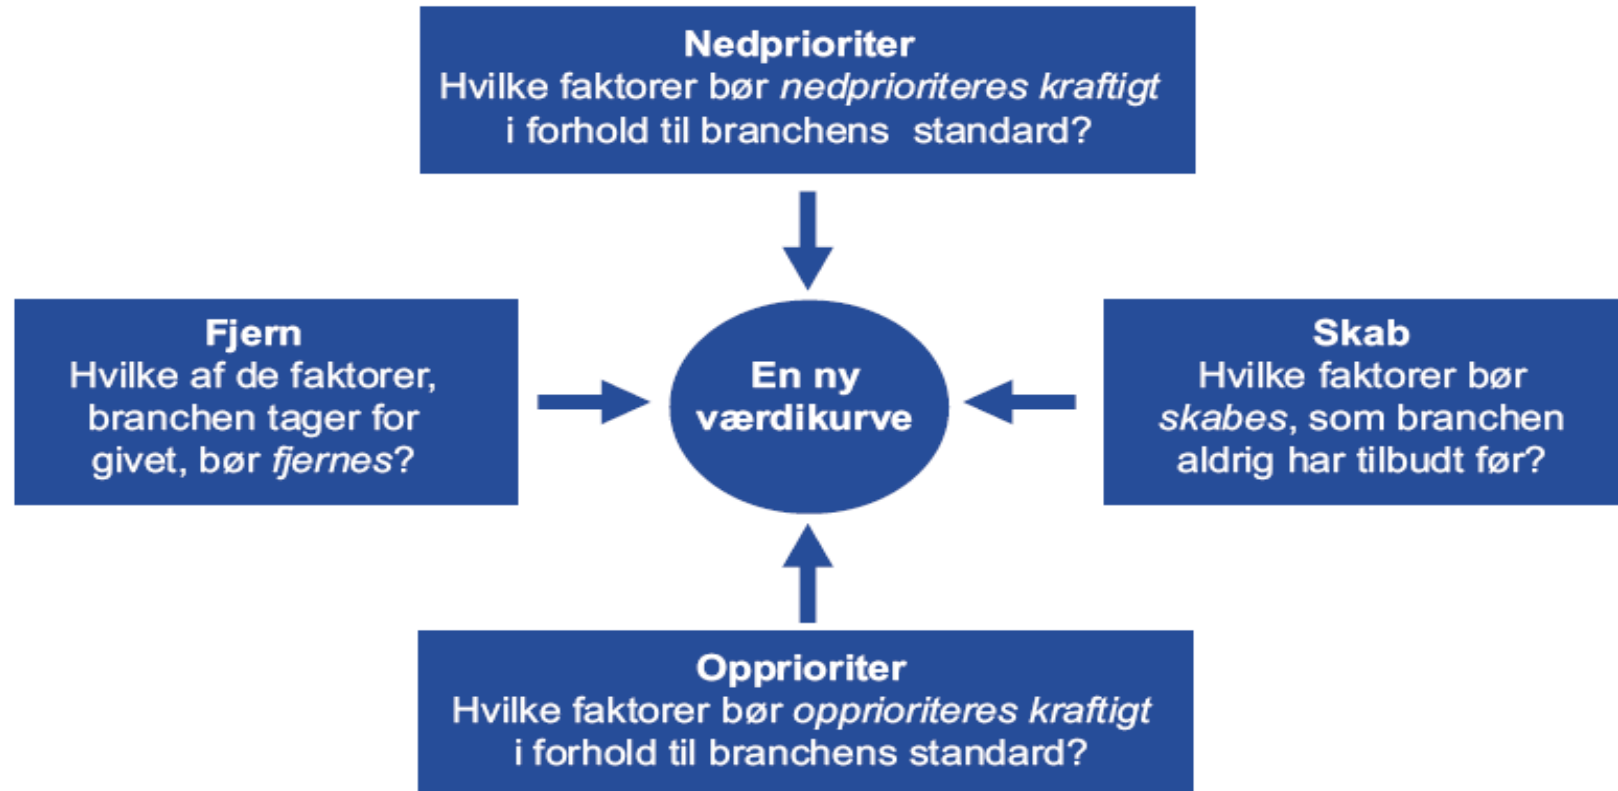 Nedprioriter
Hvilke faktorer bør nedprioriteres kraftigt
i forhold til branchens  standard?
Fjern
Hvilke af de faktorer,
branchen tager for
givet, bør fjernes?
En ny
værdikurve
Skab
Hvilke faktorer bør
skabes, som branchen
aldrig har tilbudt før?
Opprioriter
Hvilke faktorer bør opprioriteres kraftigt
i forhold til branchens standard?